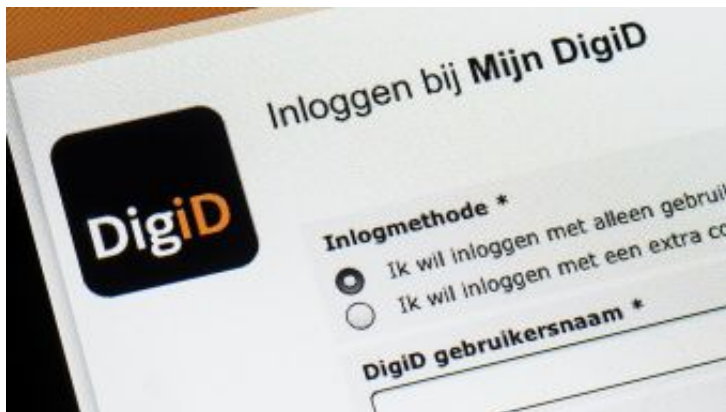 Inloggen bij Mijn DigiD
DigiD
Inlogmethode *
Ik wil inloggen met alleen
Ik wil inloggen met een extra
DigiD gebruikersnaam *